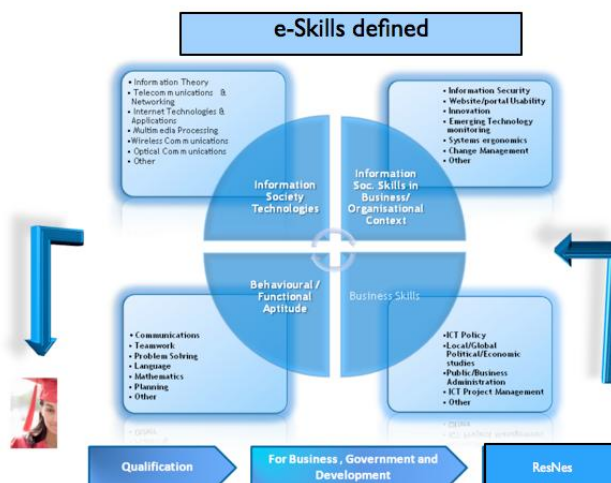 e-Skills defined
• Information Theory
• Telecommunications &
Networking
• Internet Technologies &
Applications
• Multimedia Processing
•Wireless Communications
• Optical Communications
• Other
• Information Security
• Website/portal Usability
• Innovation
• Emerging Technology
monitoring
• Systems ergonomics
• Change Management
• Other
Information
Society
Technologies
Information
Soc. Skills in
Business/
Organisational
Context
Behavioural /
Functional
Aptitude
Business Skills
• Communications
• Teamwork
• Problem Solving
• Language
• Mathematics
• Planning
• Other
•ICT Policy
• Local/Global
Political/Economic
studies
• Public/Business
Administration
• ICT Project Management
• Other
Qualification
For Business , Government and
Development
ResNes